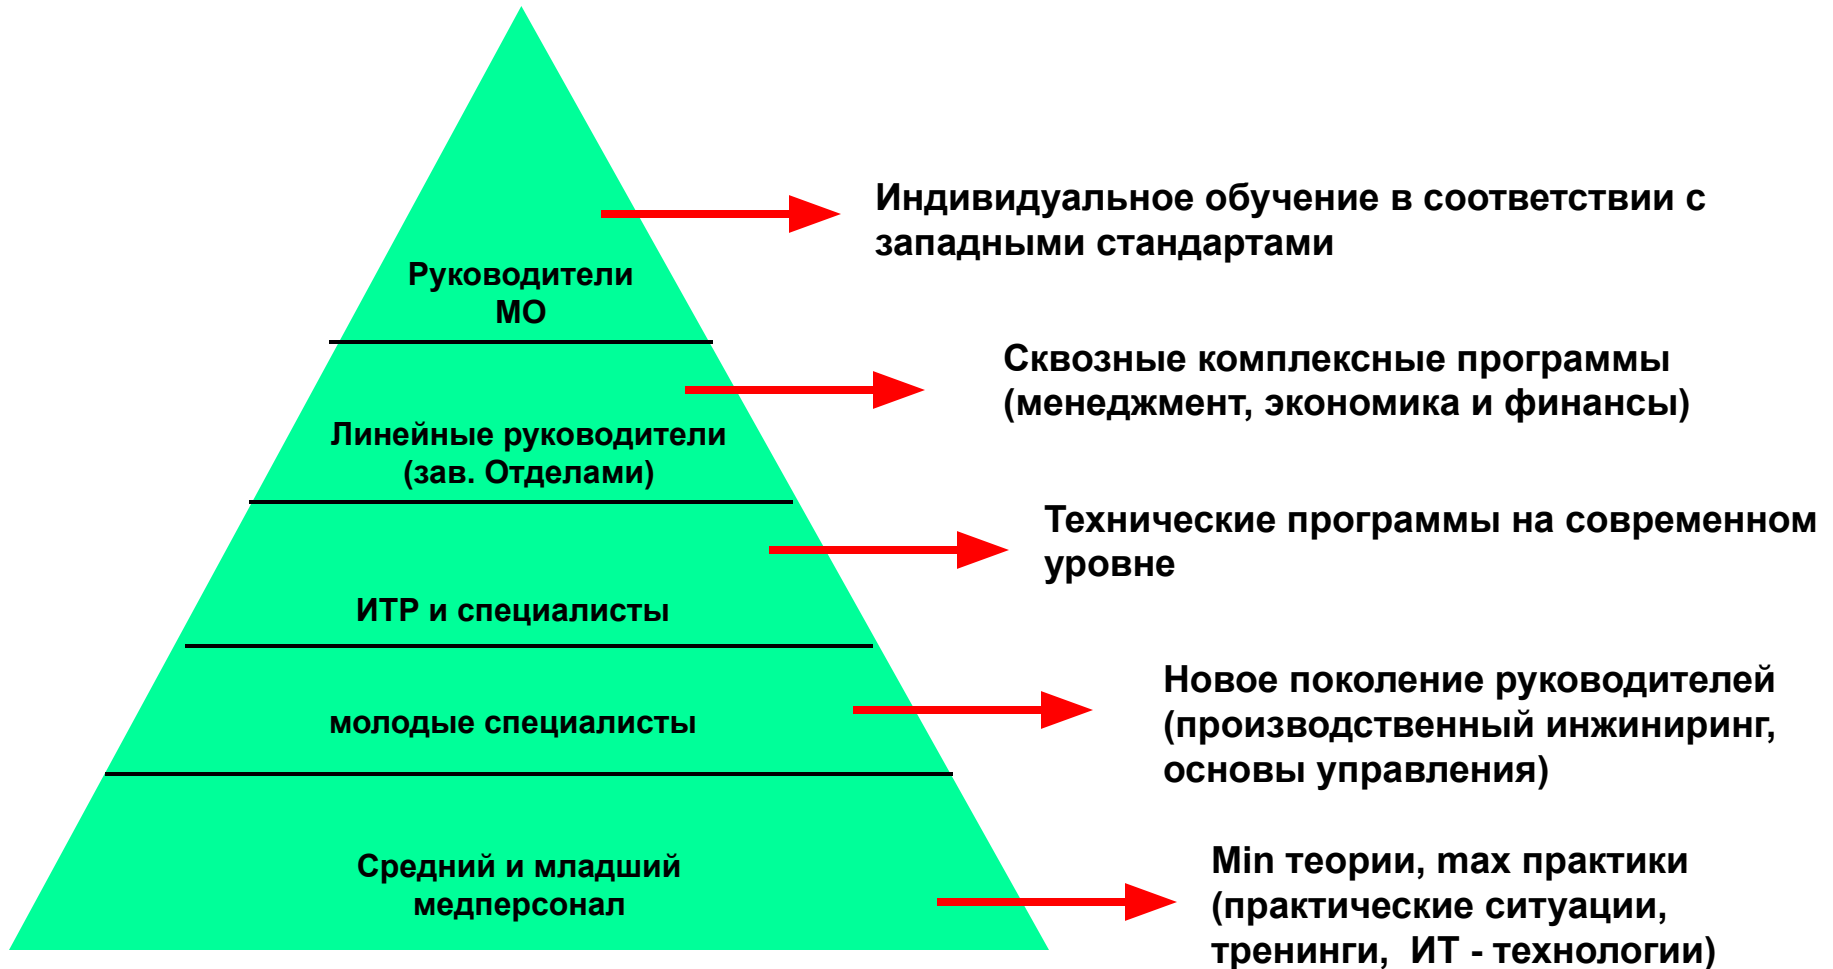 Индивидуальное обучение в соответствии с
западными стандартами
Руководители
МО
Сквозные комплексные программы
(менеджмент, экономика и финансы)
Линейные руководители
(зав. Отделами)
Технические программы на современном
уровне
ИТР и специалисты
Новое поколение руководителей
(производственный инжиниринг,
основы управления)
молодые специалисты
Min теории, max практики
(практические ситуации,
тренинги, ИТ - технологии)
Средний и младший
медперсонал